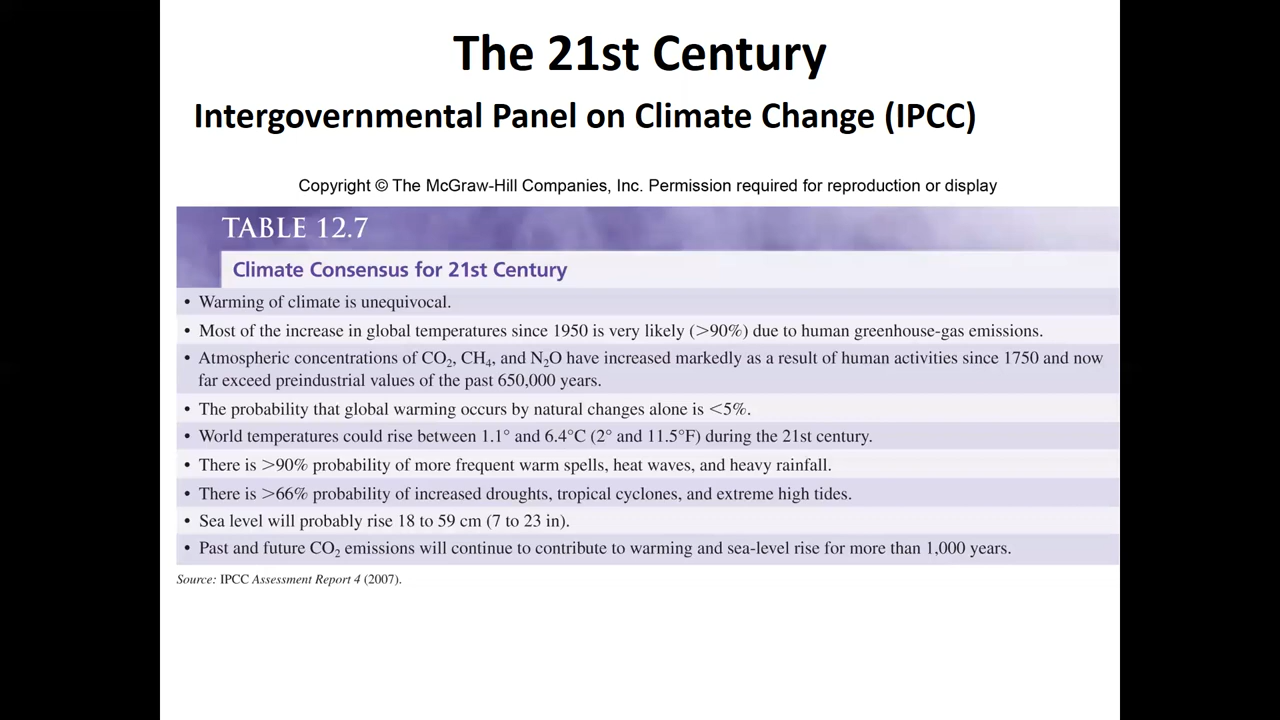 The 21st Century
Intergovernmental Panel on Climate Change (IPCC)
Copyright © The McGraw-Hill Companies, Inc. Permission required for reproduction or display
TABLE 12.7
Climate Consensus for 21st Century
• Warming of climate is unequivocal.
• Most of the increase in global temperatures since 1950 is very likely (>90%) due to human greenhouse-gas emissions.
• Atmospheric concentrations of CO₂, CH₄, and N₂O have increased markedly as a result of human activities since 1750 and now
far exceed preindustrial values of the past 650,000 years.
• The probability that global warming occurs by natural changes alone is <5%.
• World temperatures could rise between 1.1° and 6.4°C (2° and 11.5°F) during the 21st century.
• There is >90% probability of more frequent warm spells, heat waves, and heavy rainfall.
• There is >66% probability of increased droughts, tropical cyclones, and extreme high tides.
• Sea level will probably rise 18 to 59 cm (7 to 23 in).
• Past and future CO₂ emissions will continue to contribute to warming and sea-level rise for more than 1,000 years.
Source: IPCC Assessment Report 4 (2007).